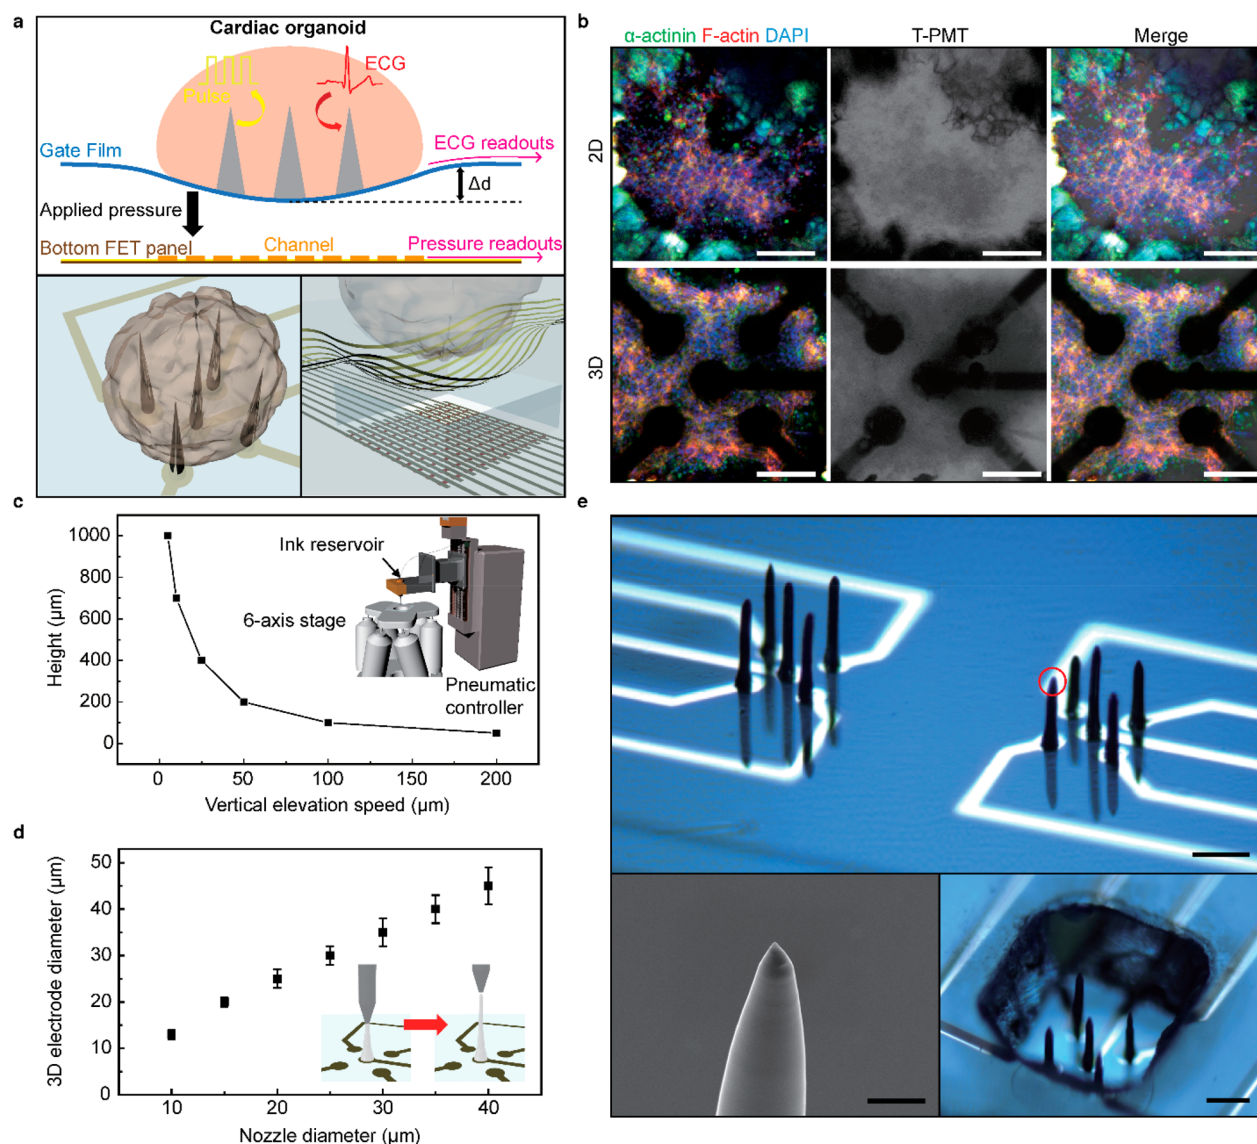 a
Cardiac organoid
Pulse
ECG
Gate Film
ECG readouts
Δd
Applied pressure
Bottom FET panel
Channel
Pressure readouts
b
α-actinin F-actin DAPI
T-PMT
Merge
2D
3D
c
1000
800
600
400
200
0
Height (μm)
0
50
100
150
200
Vertical elevation speed (μm)
Ink reservoir
6-axis stage
Pneumatic
controller
d
50
40
30
20
10
0
3D electrode diameter (μm)
10
20
30
40
Nozzle diameter (μm)
e